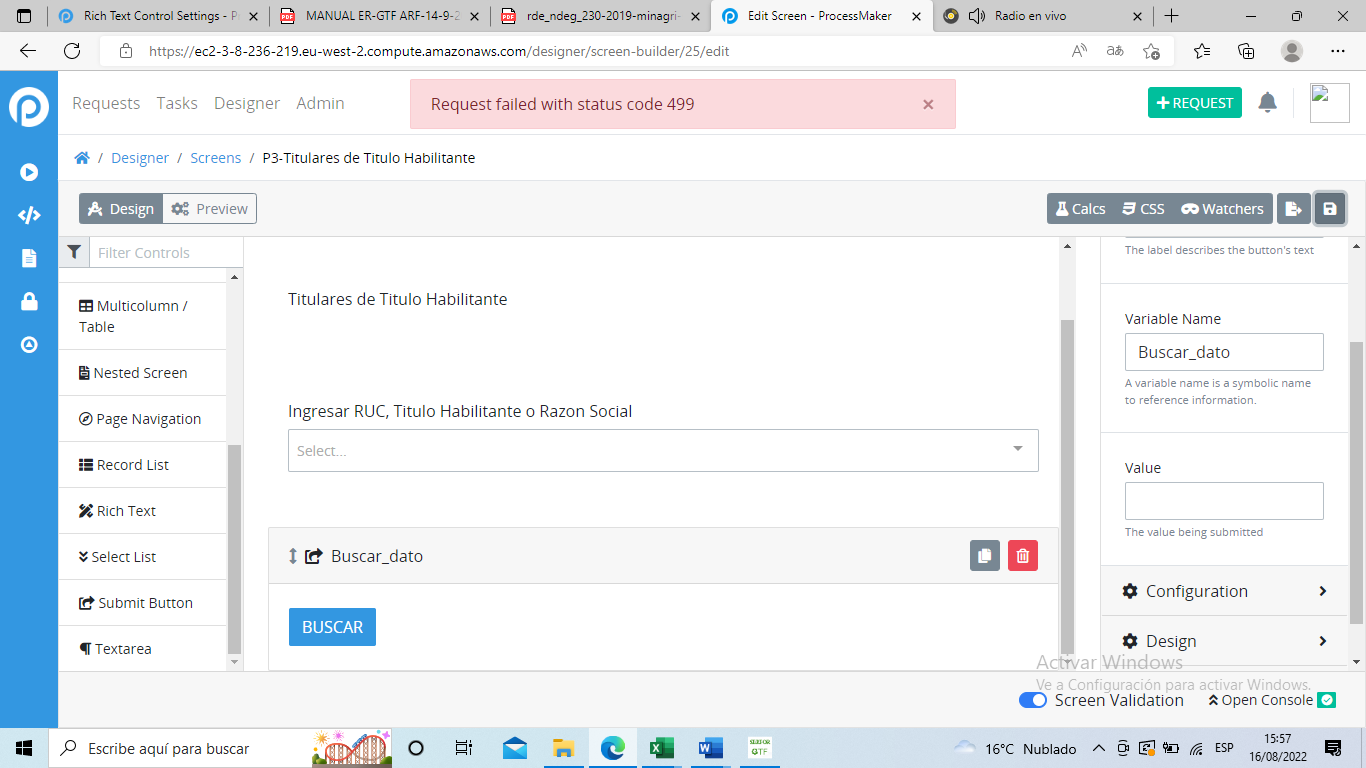 Rich Text Control Settings - P
MANUAL ER-GTF ARF-14-9-2
rde_ndeg_230-2019-minagri-
Edit Screen - ProcessMaker
Radio en vivo
https://ec2-3-8-236-219.eu-west-2.compute.amazonaws.com/designer/screen-builder/25/edit
Requests Tasks Designer Admin
Request failed with status code 499
REQUEST
/ Designer / Screens / P3-Titulares de Titulo Habilitante
Design Preview
Calcs CSS Watchers
Filter Controls
Multicolumn / Table
Nested Screen
Page Navigation
Record List
Rich Text
Select List
Submit Button
Textarea
Titulares de Titulo Habilitante
Ingresar RUC, Titulo Habilitante o Razon Social
Select...
Buscar_dato
BUSCAR
The label describes the button's text
Variable Name
Buscar_dato
A variable name is a symbolic name
to reference information.
Value
The value being submitted
Configuration
Design
Activar Windows
Ve a Configuración para activar Windows.
Screen Validation
Open Console
Escribe aquí para buscar
16°C Nublado
ESP
15:57
16/08/2022